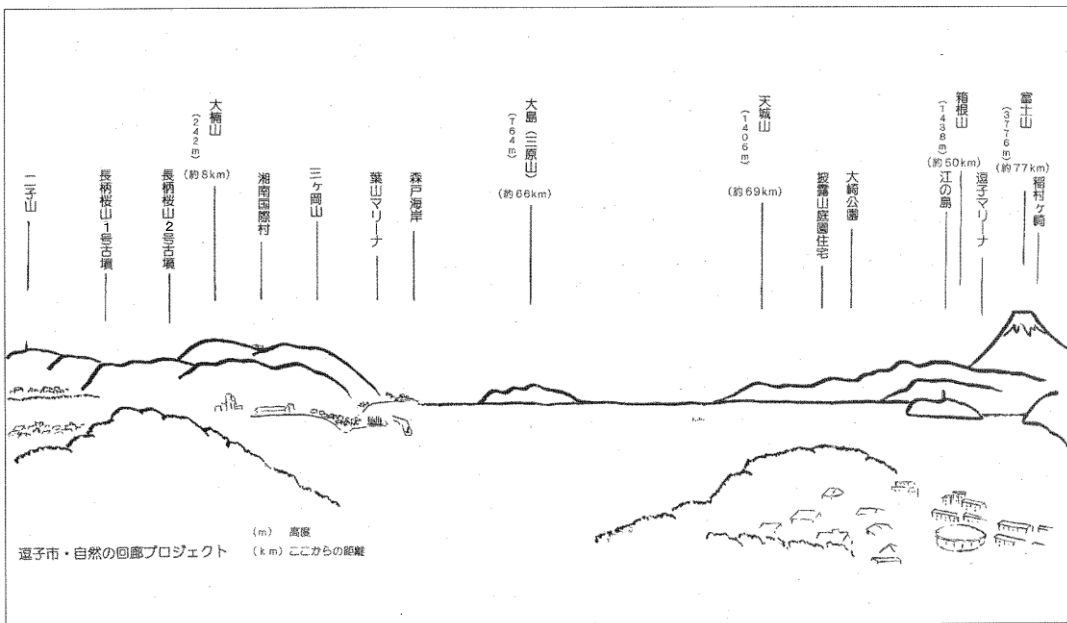 二子山
長柄桜山1号古墳
長柄桜山2号古墳
大楠山
(242m)
(約8km)
湘南国際村
三ヶ岡山
葉山マリーナ
森戸海岸
大島(三原山)
(764m)
(約66km)
天城山
(1406m)
(約69km)
披露山庭園住宅
大崎公園
江の島
箱根山
(1438m)
(約50km)
逗子マリーナ
富士山
(3776m)
(約77km)
稲村ヶ崎
(m) 高度
(km) ここからの距離
逗子市・自然の回廊プロジェクト